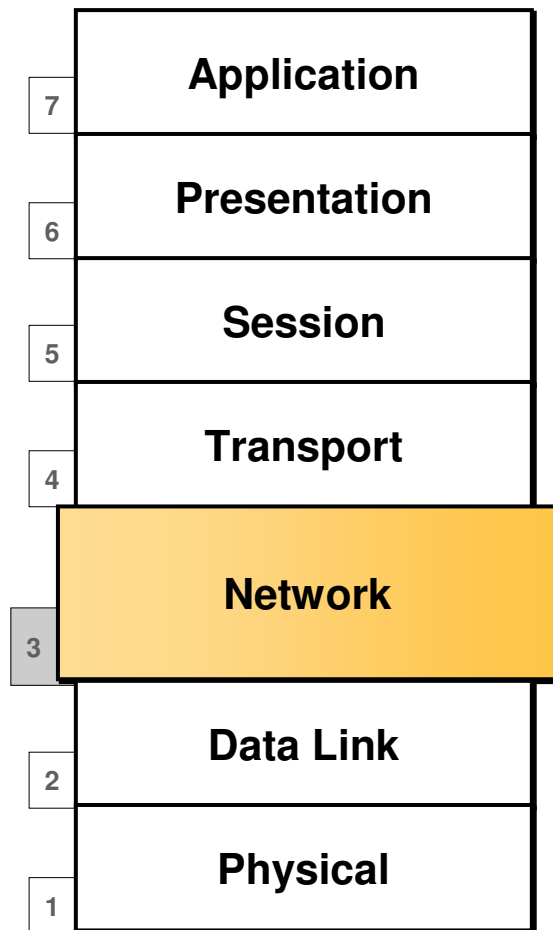 Application
7
Presentation
6
Session
5
Transport
4
Network
3
Data Link
2
Physical
1